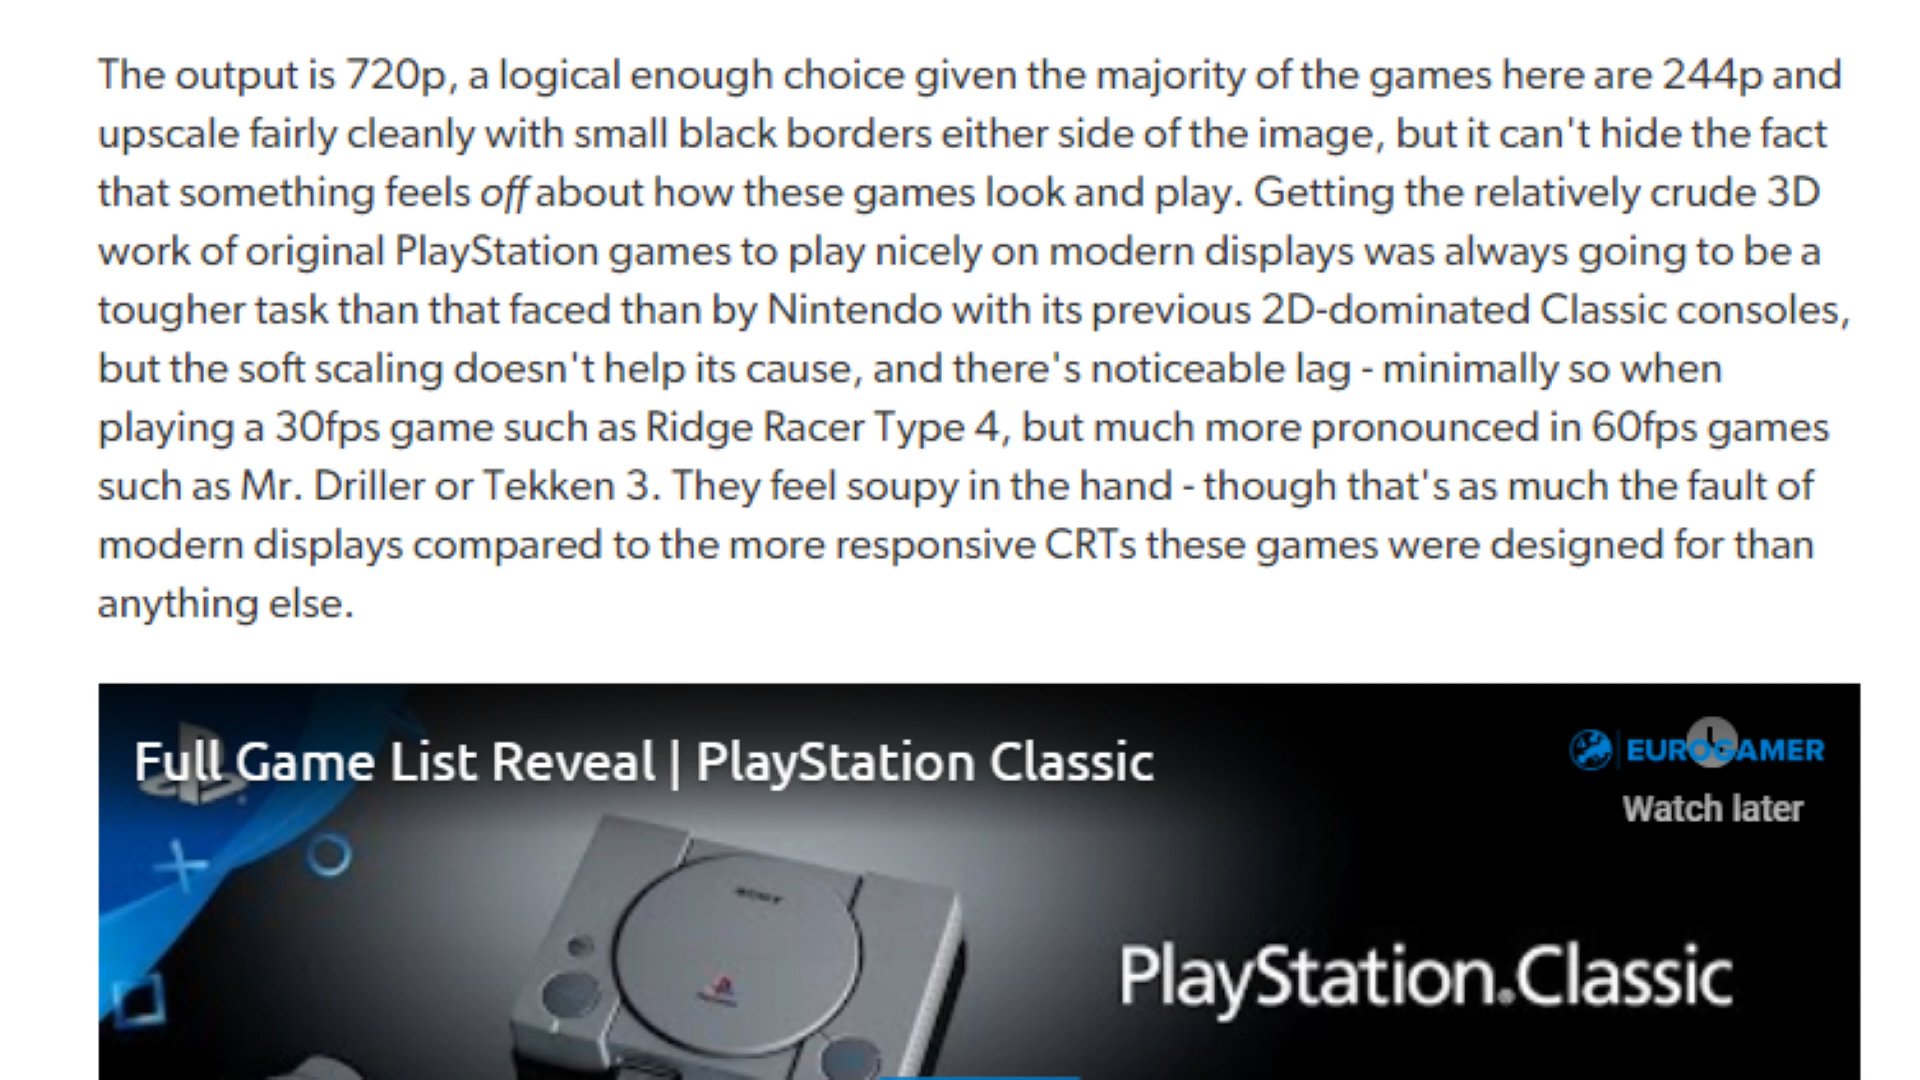 The output is 720p, a logical enough choice given the majority of the games here are 244p and
upscale fairly cleanly with small black borders either side of the image, but it can't hide the fact
that something feels off about how these games look and play. Getting the relatively crude 3D
work of original PlayStation games to play nicely on modern displays was always going to be a
tougher task than that faced than by Nintendo with its previous 2D-dominated Classic consoles,
but the soft scaling doesn't help its cause, and there's noticeable lag - minimally so when
playing a 30fps game such as Ridge Racer Type 4, but much more pronounced in 60fps games
such as Mr. Driller or Tekken 3. They feel soupy in the hand - though that's as much the fault of
modern displays compared to the more responsive CRTs these games were designed for than
anything else.
Full Game List Reveal | PlayStation Classic
EUROGAMER
Watch later
SONY
PlayStation.Classic